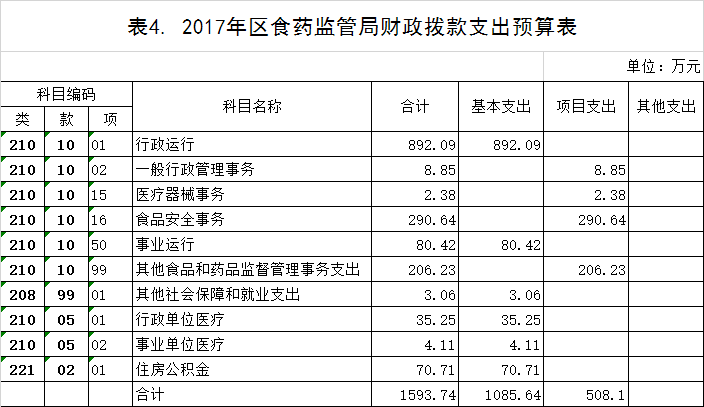 表4. 2017年区食药监管局财政拨款支出预算表
单位：万元
科目编码 科目名称 合计 基本支出 项目支出 其他支出
类 款 项
210 10 01 行政运行 892.09 892.09
210 10 02 一般行政管理事务 8.85 8.85
210 10 15 医疗器械事务 2.38 2.38
210 10 16 食品安全事务 290.64 290.64
210 10 50 事业运行 80.42 80.42
210 10 99 其他食品和药品监督管理事务支出 206.23 206.23
208 99 01 其他社会保障和就业支出 3.06 3.06
210 05 01 行政单位医疗 35.25 35.25
210 05 02 事业单位医疗 4.11 4.11
221 02 01 住房公积金 70.71 70.71
合计 1593.74 1085.64 508.1